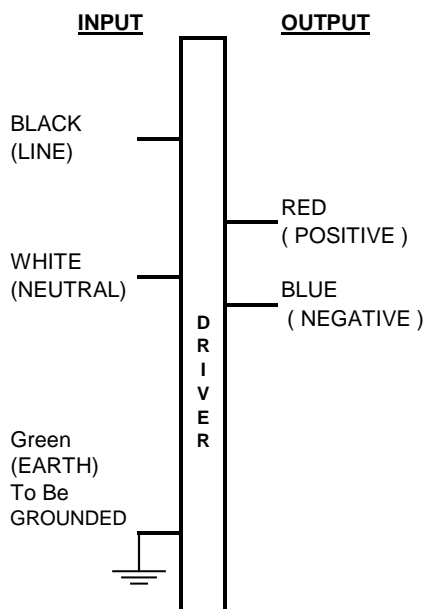 INPUT
OUTPUT
BLACK
(LINE)
RED
( POSITIVE )
WHITE
(NEUTRAL)
BLUE
( NEGATIVE )
D
R
I
V
E
R
Green
(EARTH)
To Be
GROUNDED